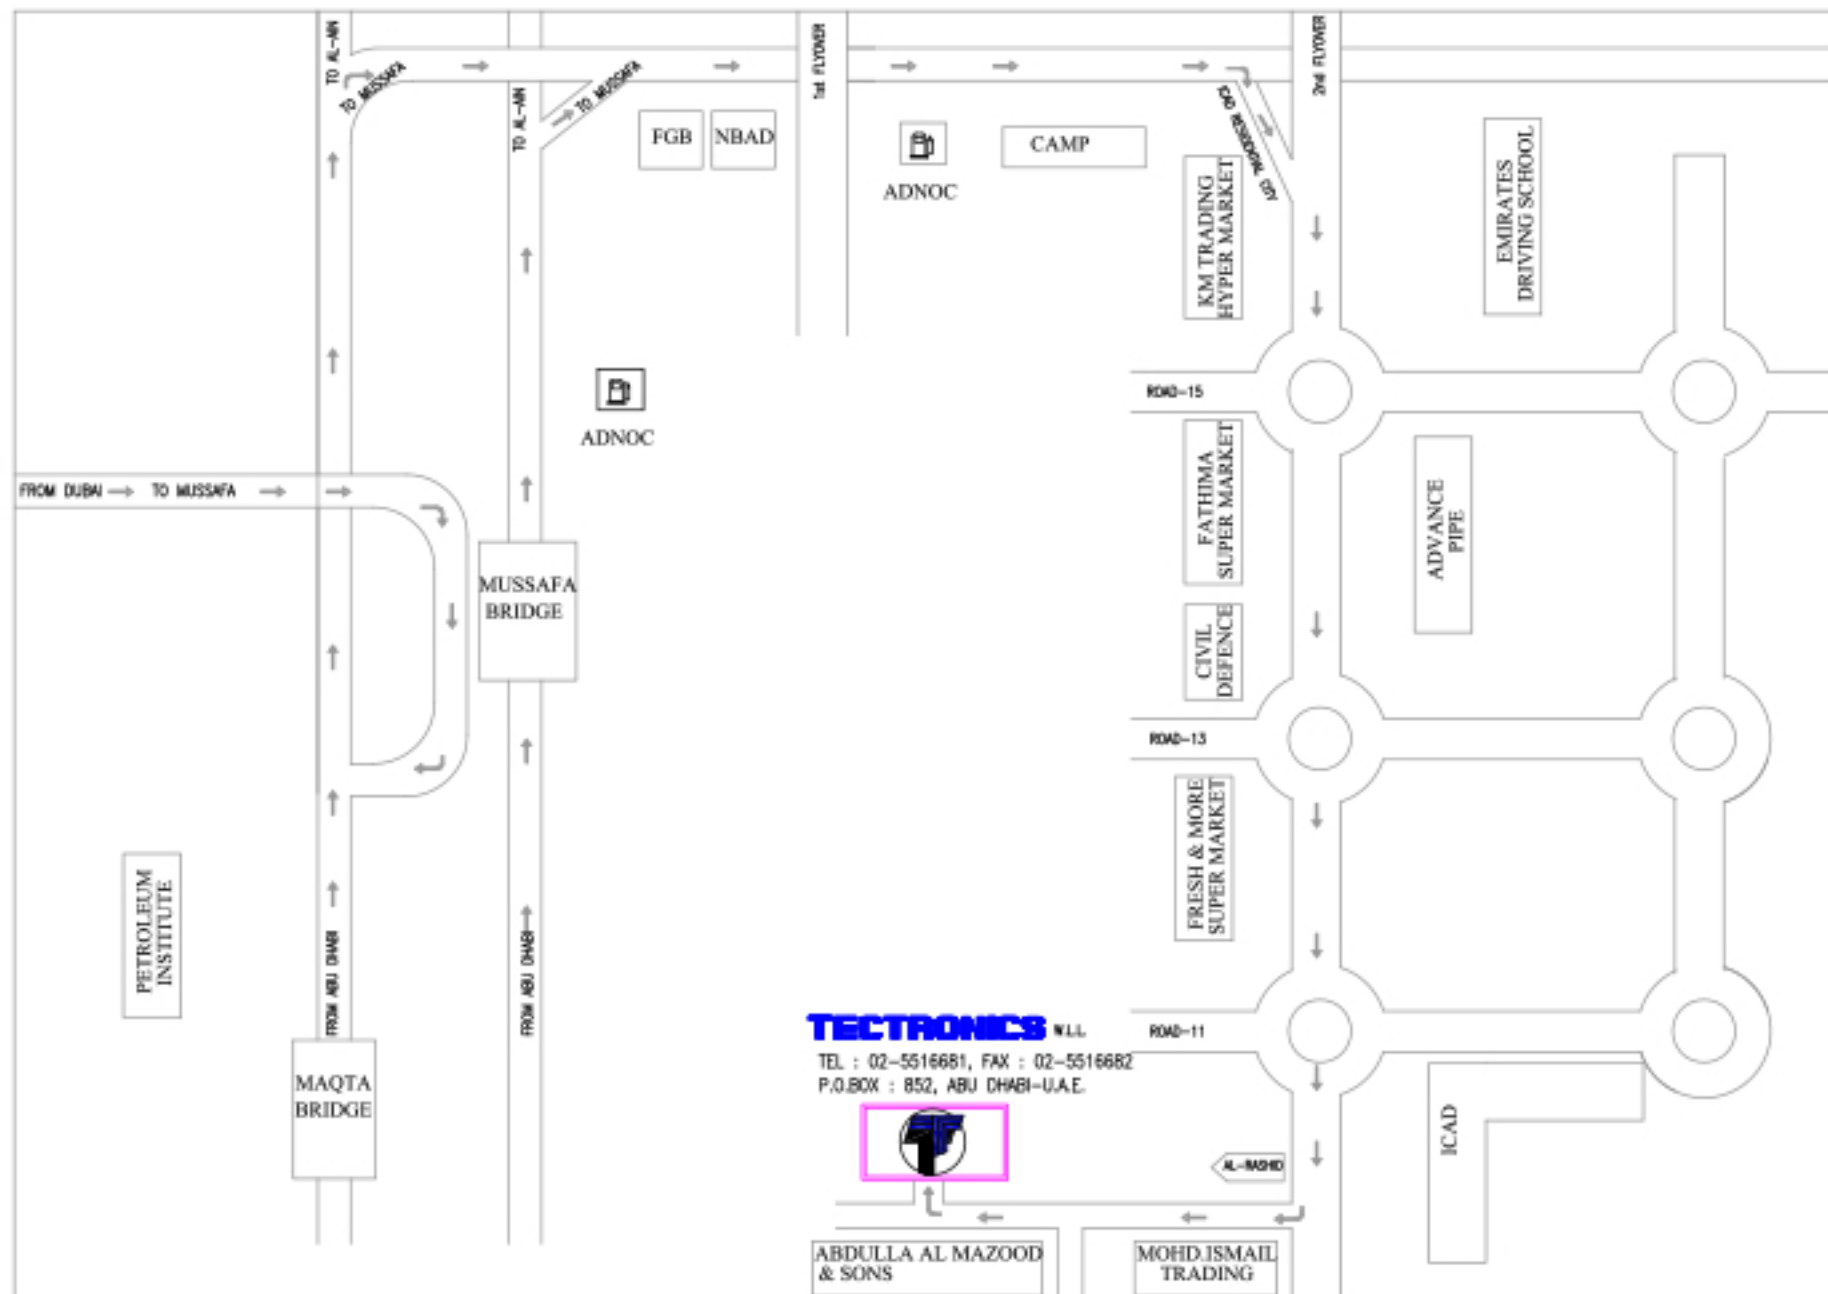 TO AL-AIN
TO MUSSAFA
TO AL-AIN
TO MUSSAFA
1st FLYOVER
2nd FLYOVER
ICAD RESIDENTIAL CITY
FGB
NBAD
ADNOC
CAMP
KM TRADING
HYPER MARKET
EMIRATES
DRIVING SCHOOL
ROAD-15
ADNOC
FROM DUBAI
TO MUSSAFA
FATHIMA
SUPER MARKET
ADVANCE
PIPE
MUSSAFA
BRIDGE
CIVIL
DEFENCE
ROAD-13
FRESH & MORE
SUPER MARKET
PETROLEUM
INSTITUTE
FROM ABU DHABI
FROM ABU DHABI
MAQTA
BRIDGE
TECTRONICS W.L.L
TEL : 02-5516681, FAX : 02-5516682
P.O.BOX : 852, ABU DHABI-U.A.E.
ROAD-11
ICAD
AL-RASHID
ABDULLA AL MAZOOD
& SONS
MOHD.ISMAIL
TRADING